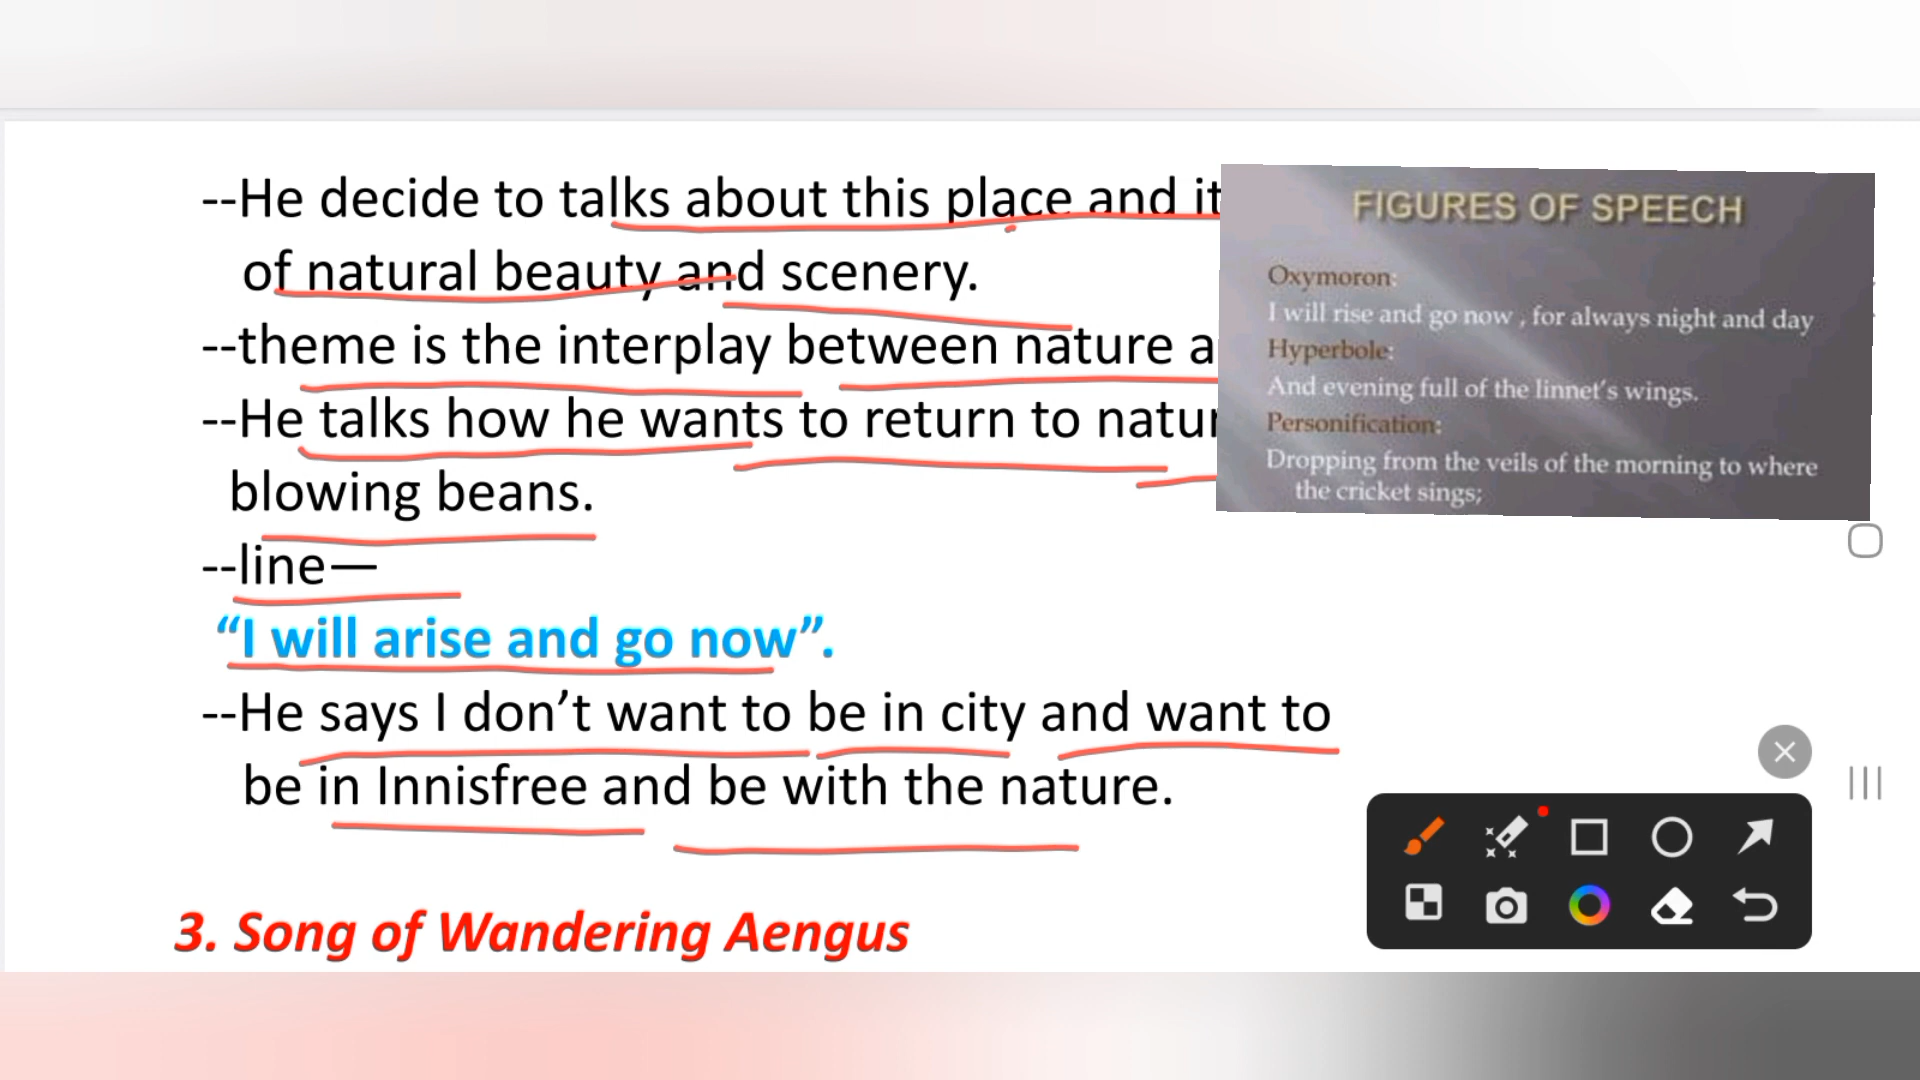 --He decide to talks about this place and it
of natural beauty and scenery.
--theme is the interplay between nature a
--He talks how he wants to return to natur
blowing beans.
--line—
“I will arise and go now”.
--He says I don’t want to be in city and want to
be in Innisfree and be with the nature.
3. Song of Wandering Aengus
FIGURES OF SPEECH
Oxymoron:
I will rise and go now , for always night and day
Hyperbole:
And evening full of the linnet’s wings.
Personification:
Dropping from the veils of the morning to where
the cricket sings;